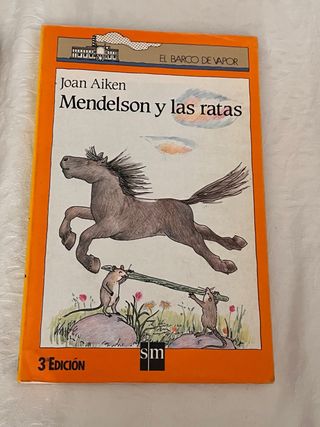 EL BARCO DE VAPOR
Joan Aiken
Mendelson y las ratas
3ª EDICIÓN
sm